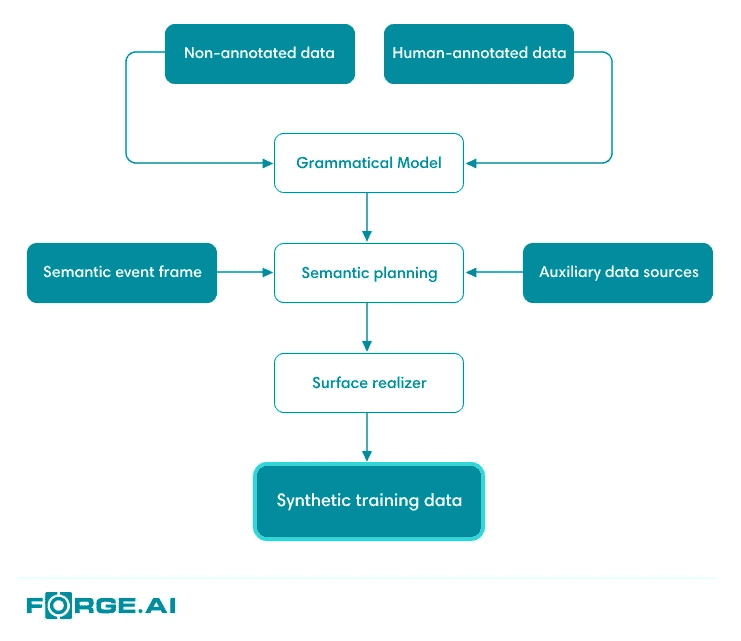 Non-annotated data
Human-annotated data
Grammatical Model
Semantic event frame
Semantic planning
Auxiliary data sources
Surface realizer
Synthetic training data
FORGE.AI